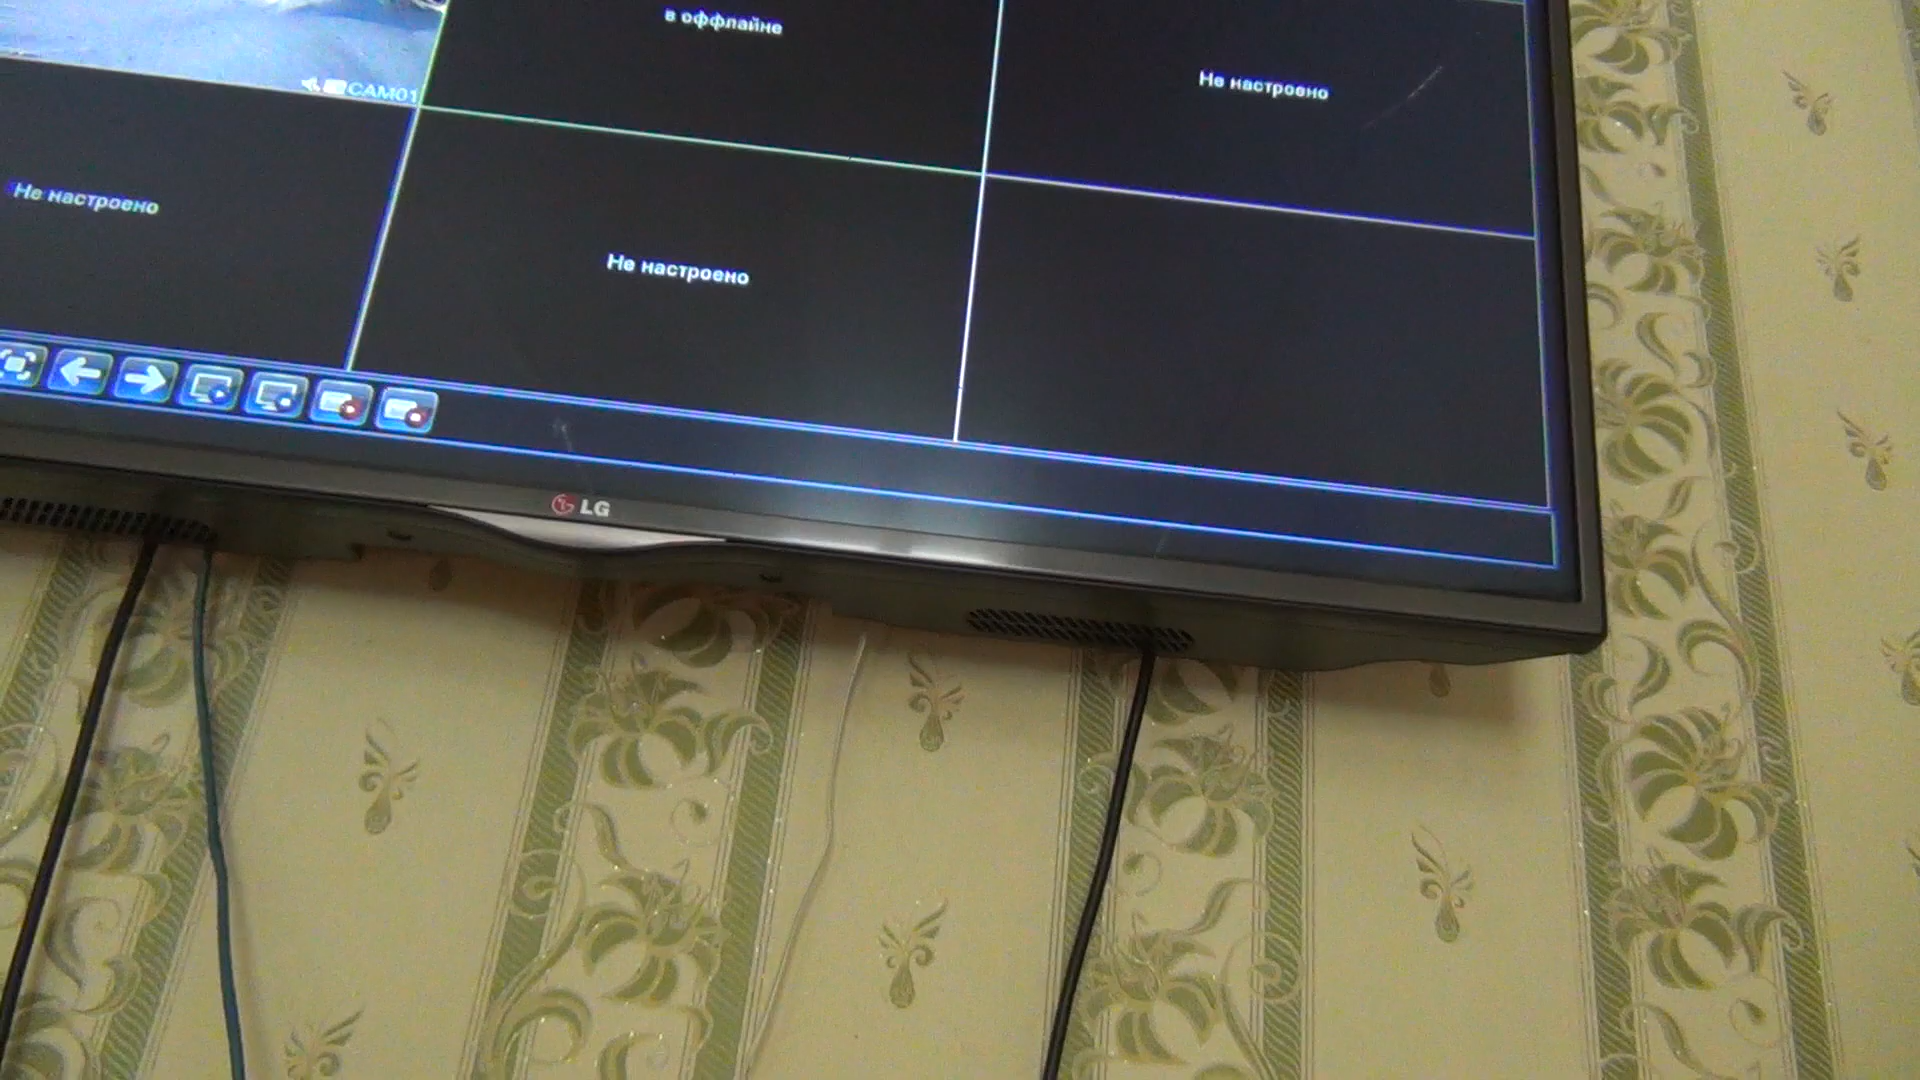 в оффлайне
Не настроено
CAM01
Не настроено
Не настроено
LG